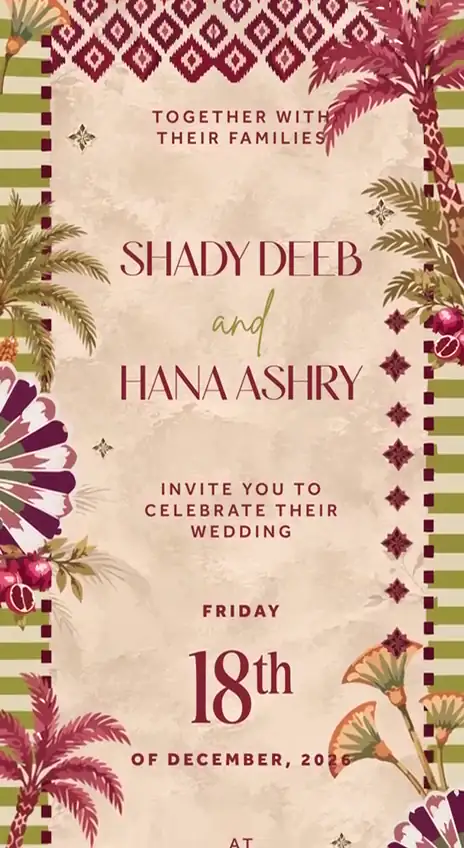 TOGETHER WITH
THEIR FAMILIES
SHADY DEEB
and
HANA ASHRY
INVITE YOU TO
CELEBRATE THEIR
WEDDING
FRIDAY
18th
OF DECEMBER, 2026
AT